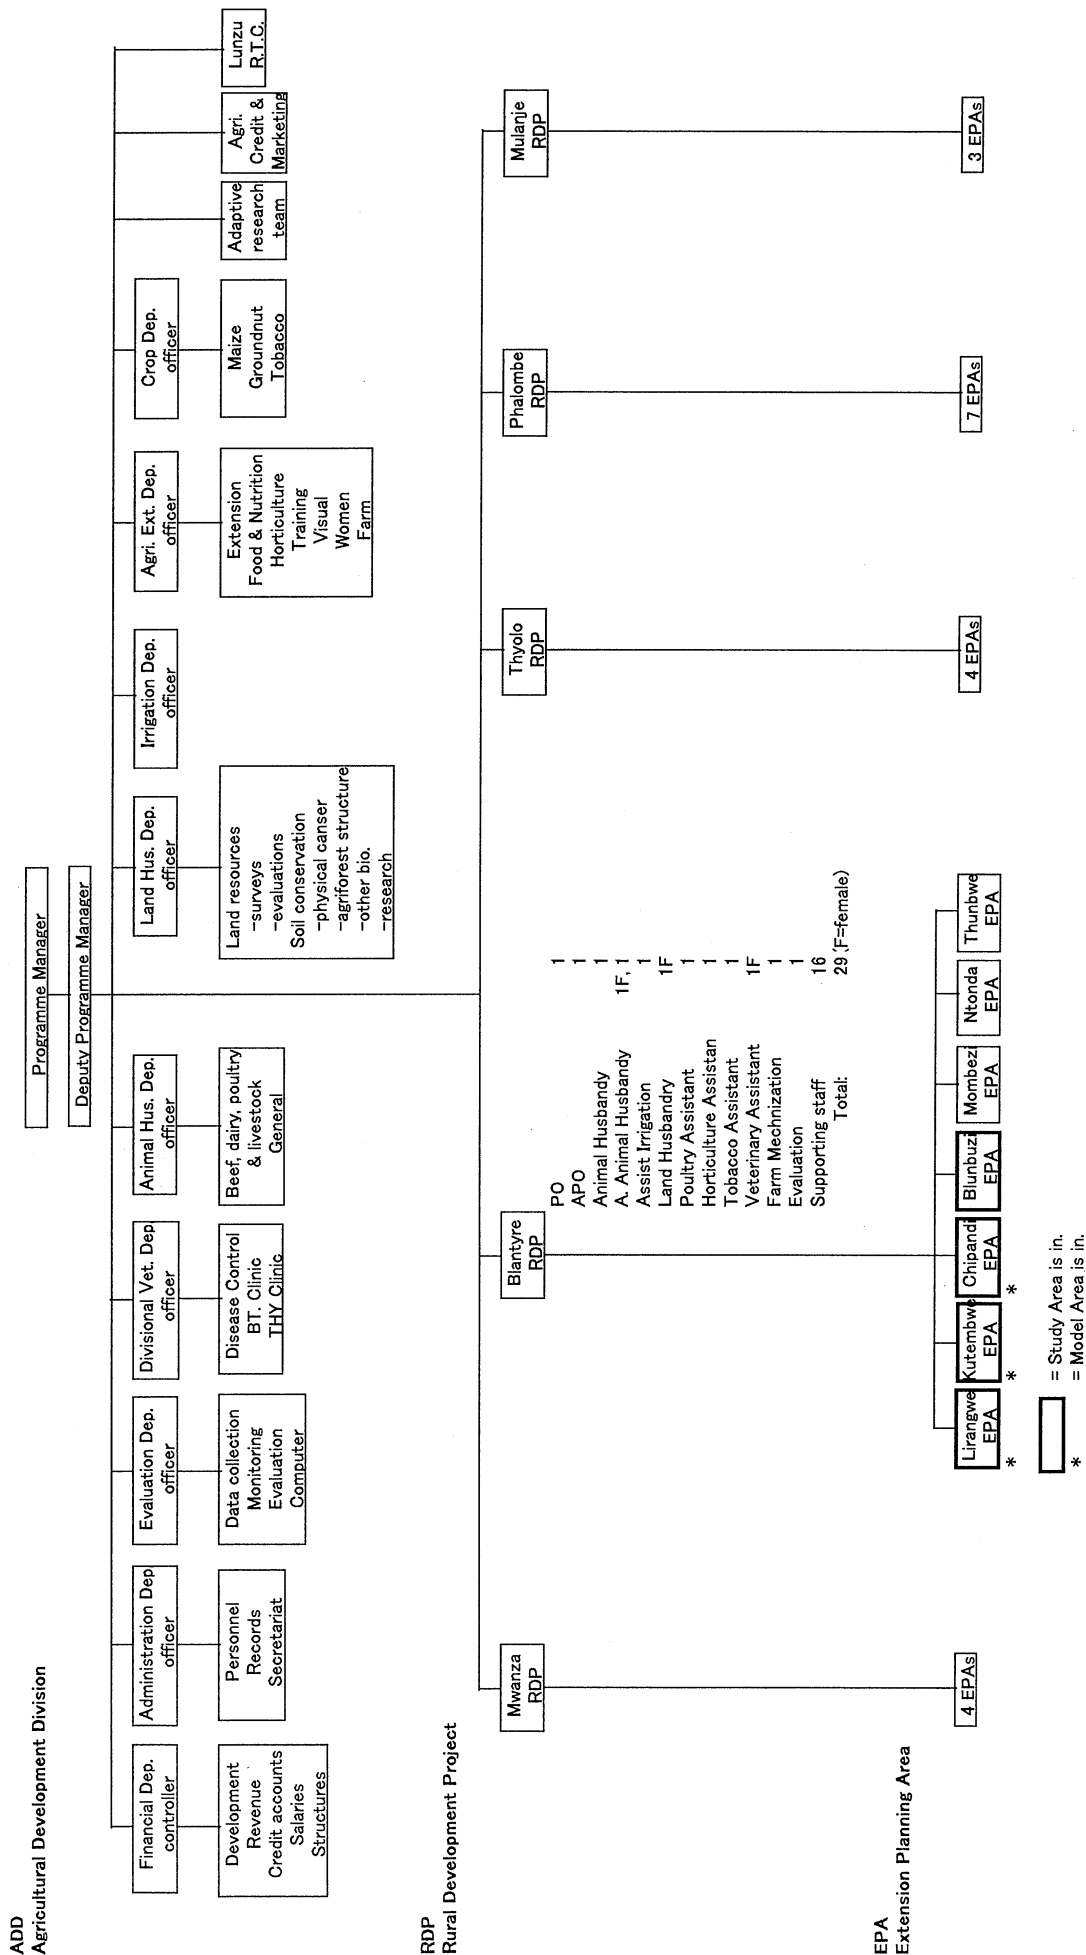 ADD
Agricultural Development Division
Programme Manager
Deputy Programme Manager
Financial Dep.
controller
Administration Dep
officer
Evaluation Dep.
officer
Divisional Vet. Dep
officer
Animal Hus. Dep.
officer
Land Hus. Dep.
officer
Irrigation Dep.
officer
Agri. Ext. Dep.
officer
Crop Dep.
officer
Development
Revenue
Credit accounts
Salaries
Structures
Personnel
Records
Secretariat
Data collection
Monitoring
Evaluation
Computer
Disease Control
BT. Clinic
THY Clinic
Beef, dairy, poultry
& livestock
General
Land resources
-surveys
-evaluations
Soil conservation
-physical canser
-agriforest structure
-other bio.
-research
Extension
Food & Nutrition
Horticulture
Training
Visual
Women
Farm
Maize
Groundnut
Tobacco
Adaptive
research
team
Agri.
Credit &
Marketing
Lunzu
R.T.C.
RDP
Rural Development Project
Mwanza
RDP
Blantyre
RDP
Thyolo
RDP
Phalombe
RDP
Mulanje
RDP
PO 1
APO 1
Animal Husbandy 1
A. Animal Husbandy 1F, 1
Assist Irrigation 1
Land Husbandry 1F
Poultry Assistant 1
Horticulture Assistan 1
Tobacco Assistant 1
Veterinary Assistant 1F
Farm Mechnization 1
Evaluation 1
Supporting staff 16
Total: 29 (F=female)
EPA
Extension Planning Area
4 EPAs
Lirangwe
EPA
*
Kutembwe
EPA
*
Chipandi
EPA
*
Blunbuzi
EPA
Mombezi
EPA
Ntonda
EPA
Thunbwe
EPA
4 EPAs
7 EPAs
3 EPAs
= Study Area is in.
* = Model Area is in.